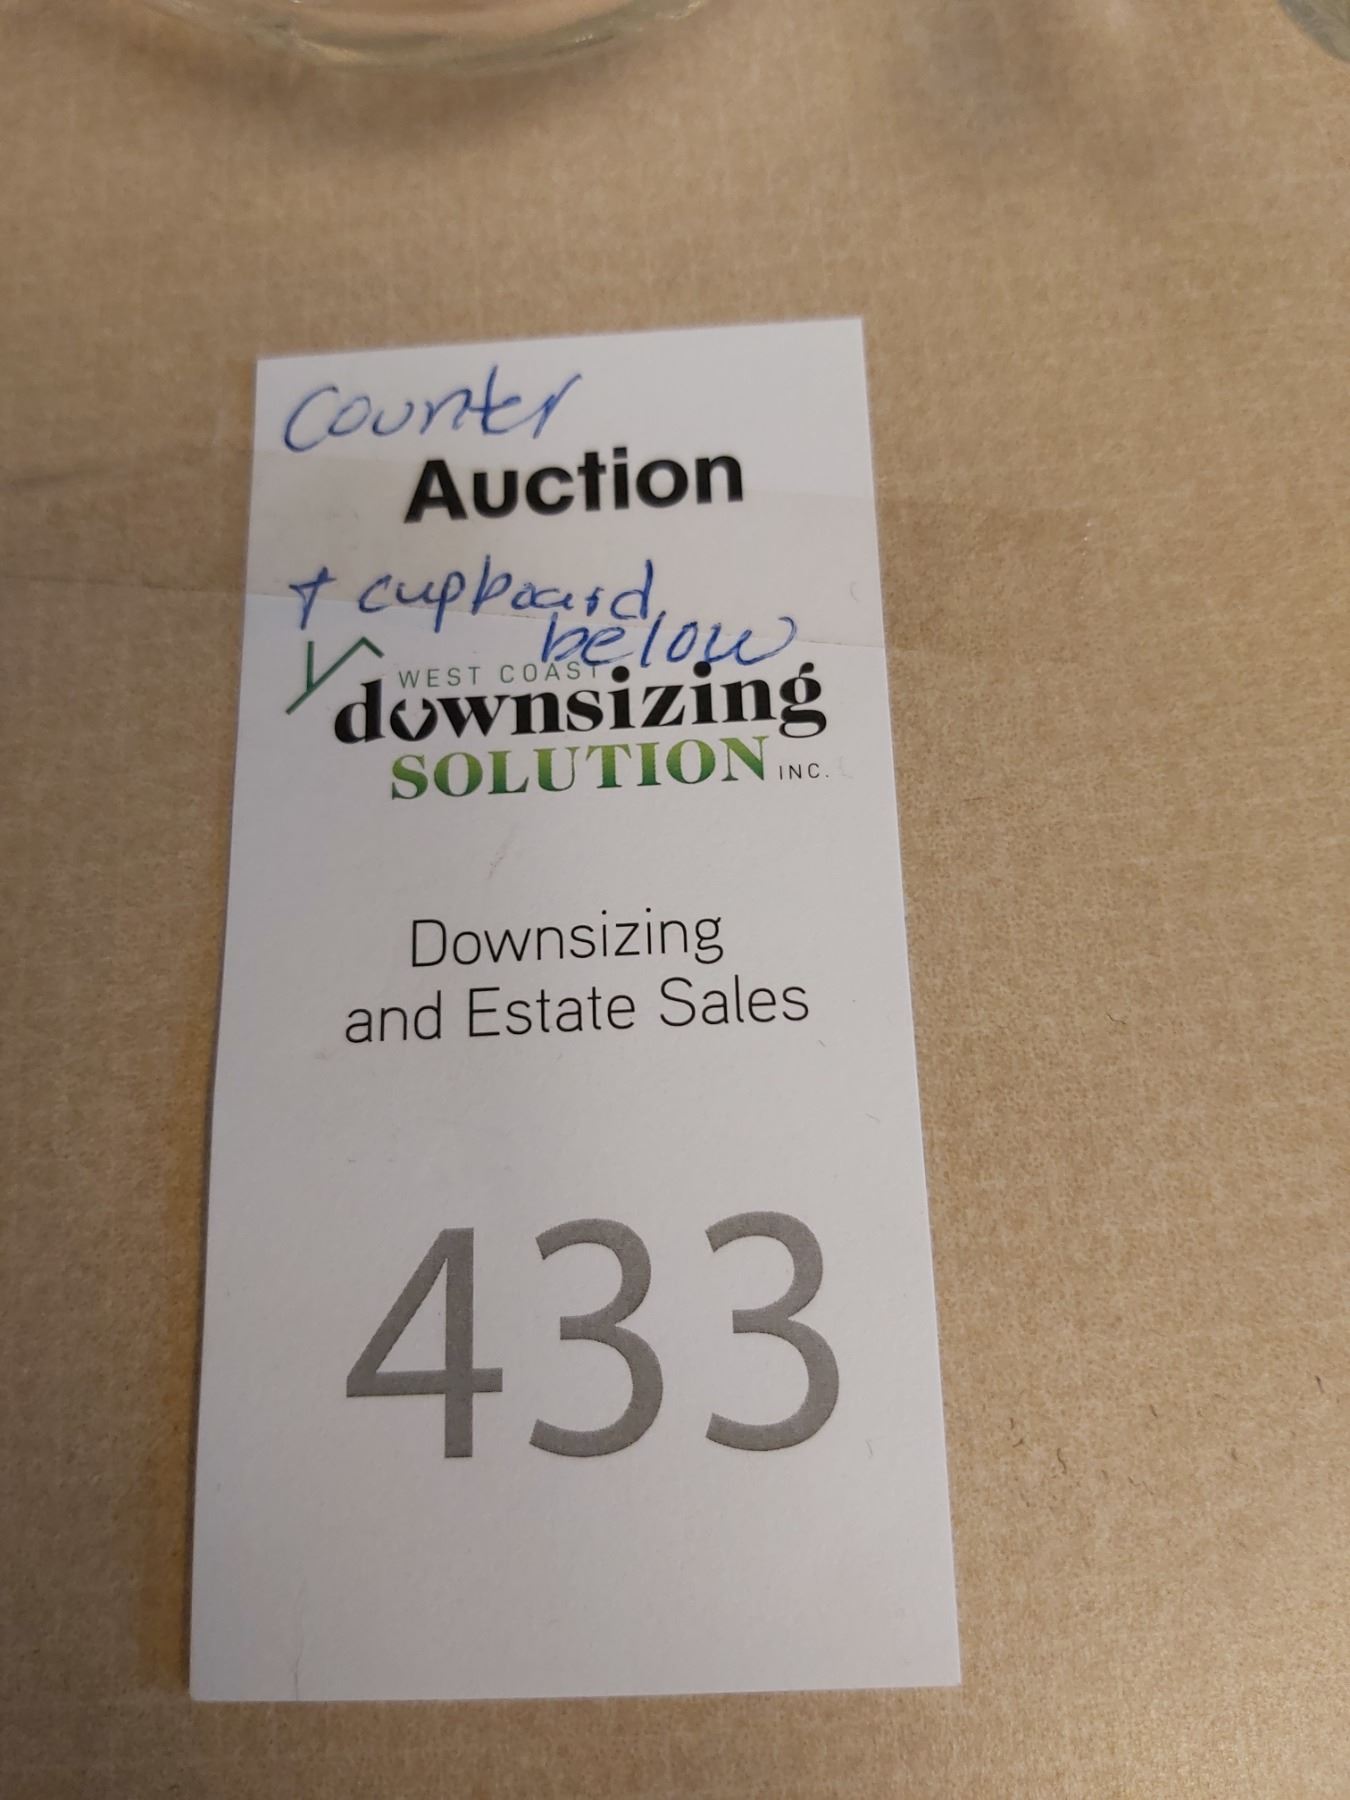 Counter
Auction
+ cupboard
below
WEST COAST
downsizing
SOLUTION INC.
Downsizing
and Estate Sales
433